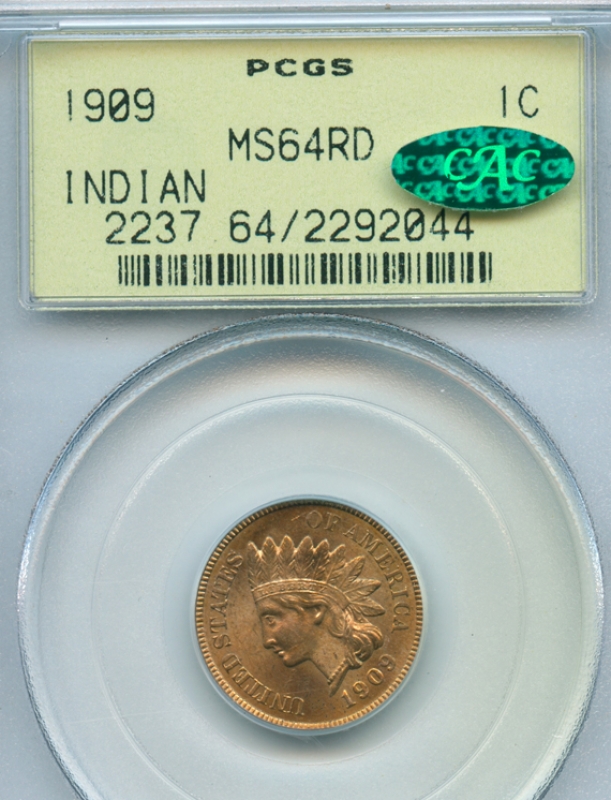 PCGS
1909 1C
MS64RD
CAC
INDIAN
2237 64/2292044
UNITED STATES OF AMERICA
1909